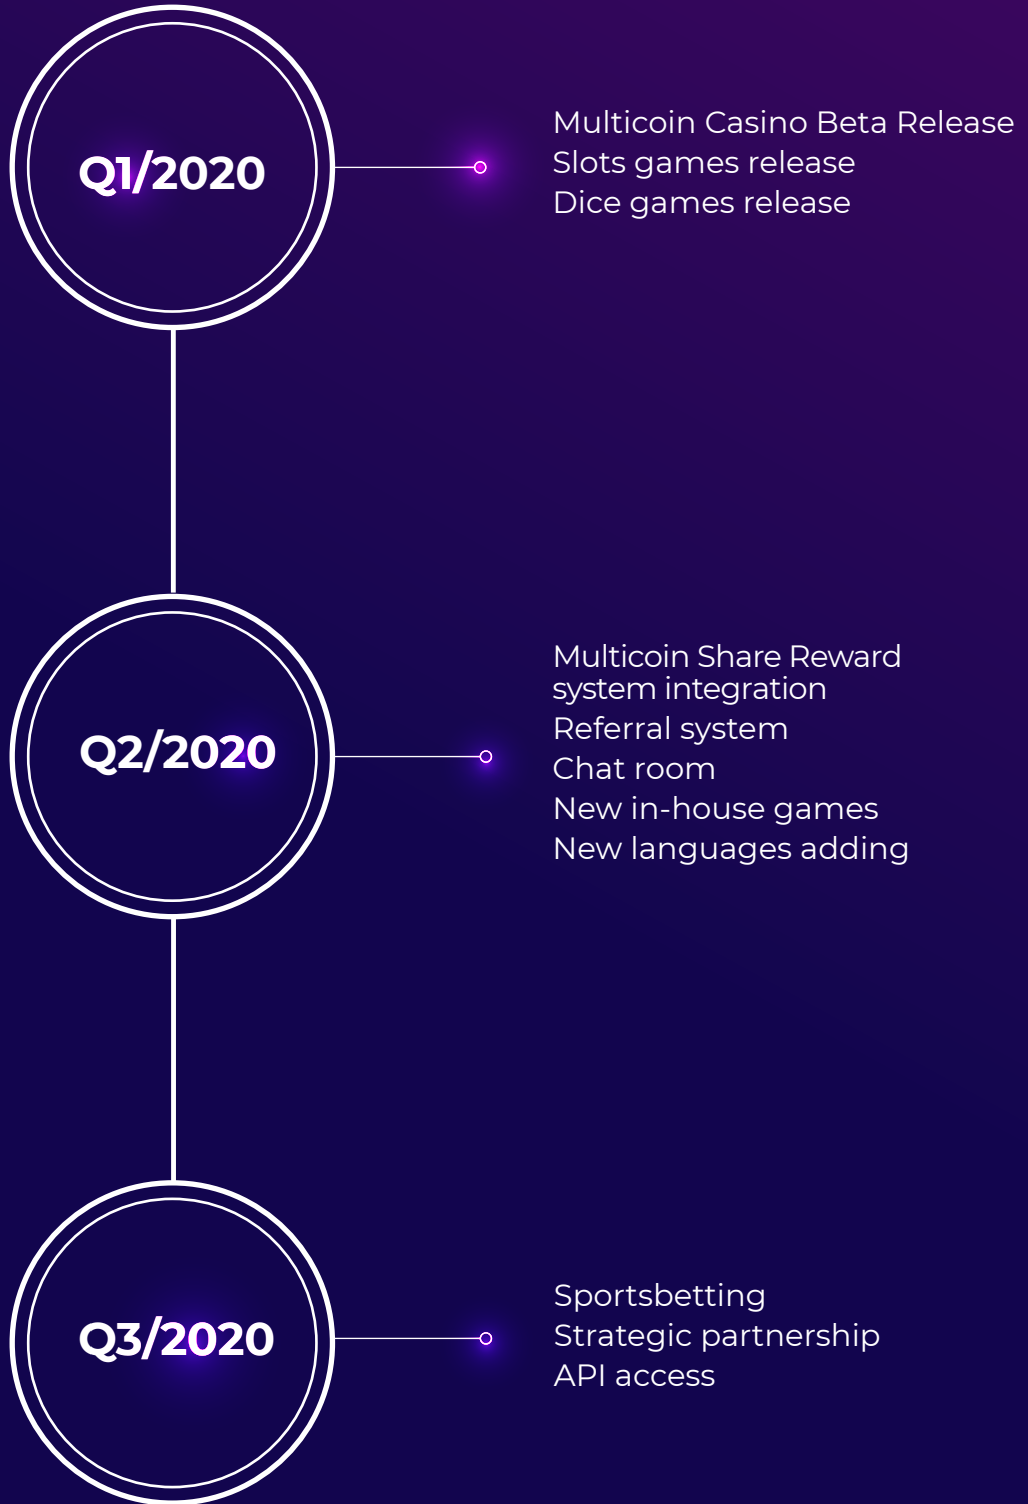 Q1/2020
Multicoin Casino Beta Release
Slots games release
Dice games release
Q2/2020
Multicoin Share Reward
system integration
Referral system
Chat room
New in-house games
New languages adding
Q3/2020
Sportsbetting
Strategic partnership
API access